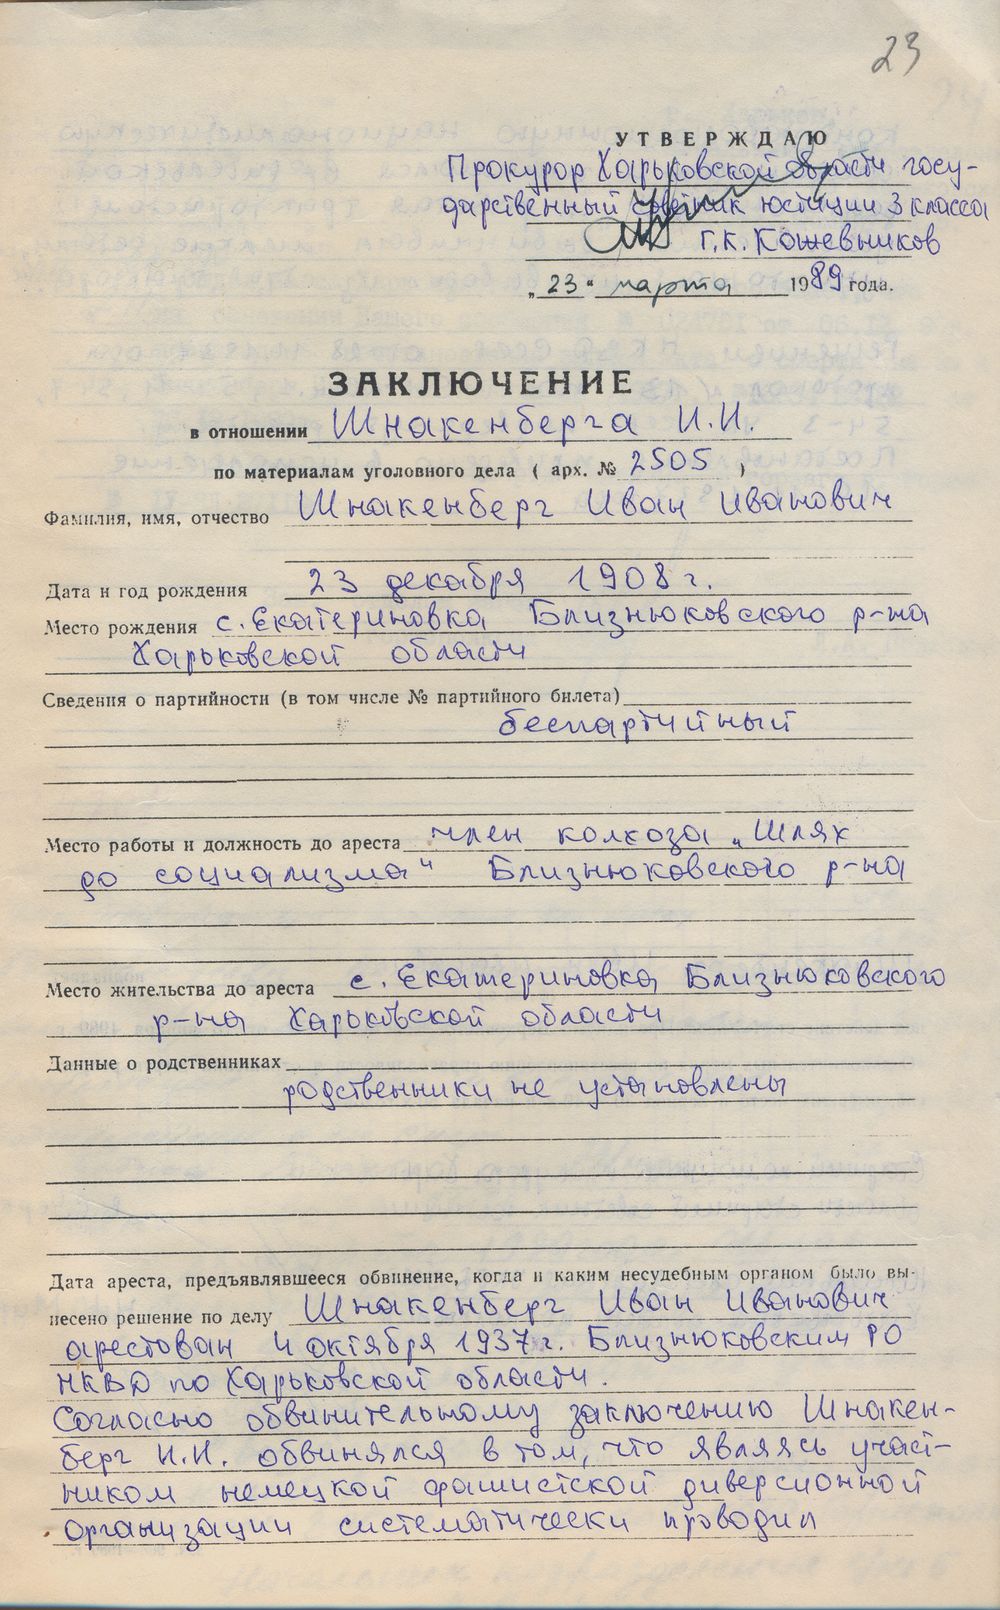 23
УТВЕРЖДАЮ
Прокурор Харьковской области госу-
дарственный советник юстиции 3 класса
Г.К. Кожевников
„23“ марта 1989 года.
ЗАКЛЮЧЕНИЕ
в отношении Шнакенберга И.И.
по материалам уголовного дела ( арх. № 2505 )
Фамилия, имя, отчество Шнакенберг Иван Иванович
Дата и год рождения 23 декабря 1908 г.
Место рождения с. Екатериновка Близнюковского р-на
Харьковской области
Сведения о партийности (в том числе № партийного билета)
беспартийный
Место работы и должность до ареста член колхоза „Шлях
до социализма“ Близнюковского р-на
Место жительства до ареста с. Екатериновка Близнюковского
р-на Харьковской области
Данные о родственниках
родственники не установлены
Дата ареста, предъявлявшееся обвинение, когда и каким несудебным органом было вы-
несено решение по делу Шнакенберг Иван Иванович
арестован 4 октября 1937 г. Близнюковским РО
НКВД по Харьковской области.
Согласно обвинительному заключению Шнакен-
берг И.И. обвинялся в том, что являясь участ-
ником немецкой фашистской диверсионной
организации систематически проводил